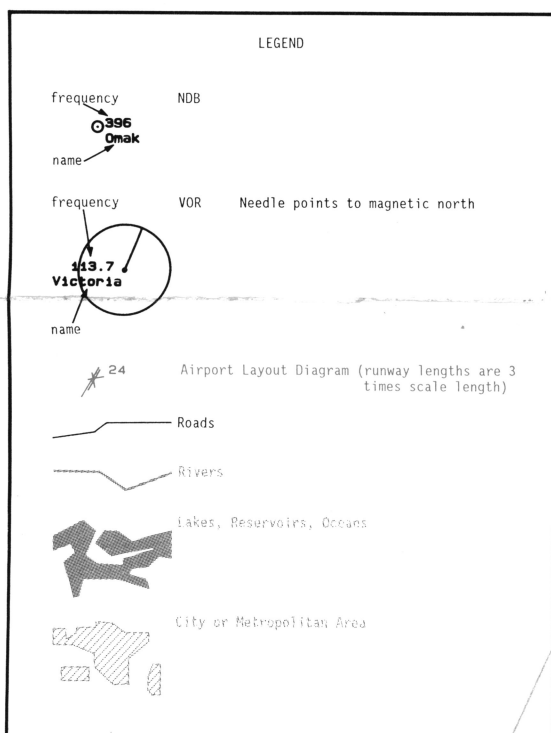 LEGEND
frequency NDB
396
Omak
name
frequency VOR Needle points to magnetic north
113.7
Victoria
name
24 Airport Layout Diagram (runway lengths are 3
times scale length)
Roads
Rivers
Lakes, Reservoirs, Oceans
City or Metropolitan Area